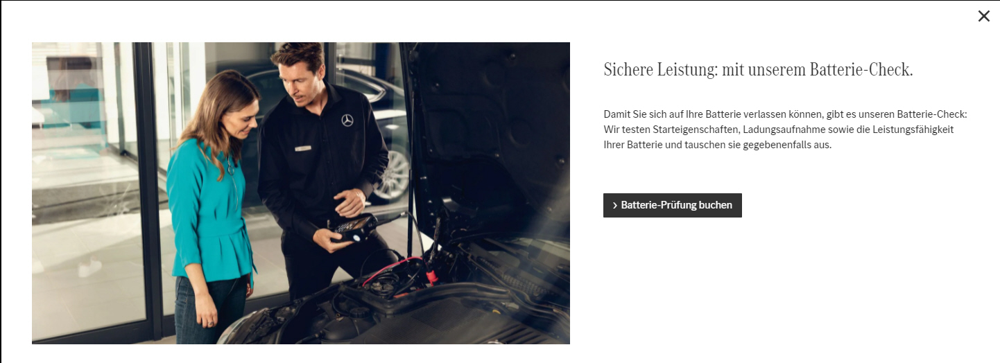 Sichere Leistung: mit unserem Batterie-Check.
Damit Sie sich auf Ihre Batterie verlassen können, gibt es unseren Batterie-Check:
Wir testen Starteigenschaften, Ladungsaufnahme sowie die Leistungsfähigkeit
Ihrer Batterie und tauschen sie gegebenenfalls aus.
Batterie-Prüfung buchen